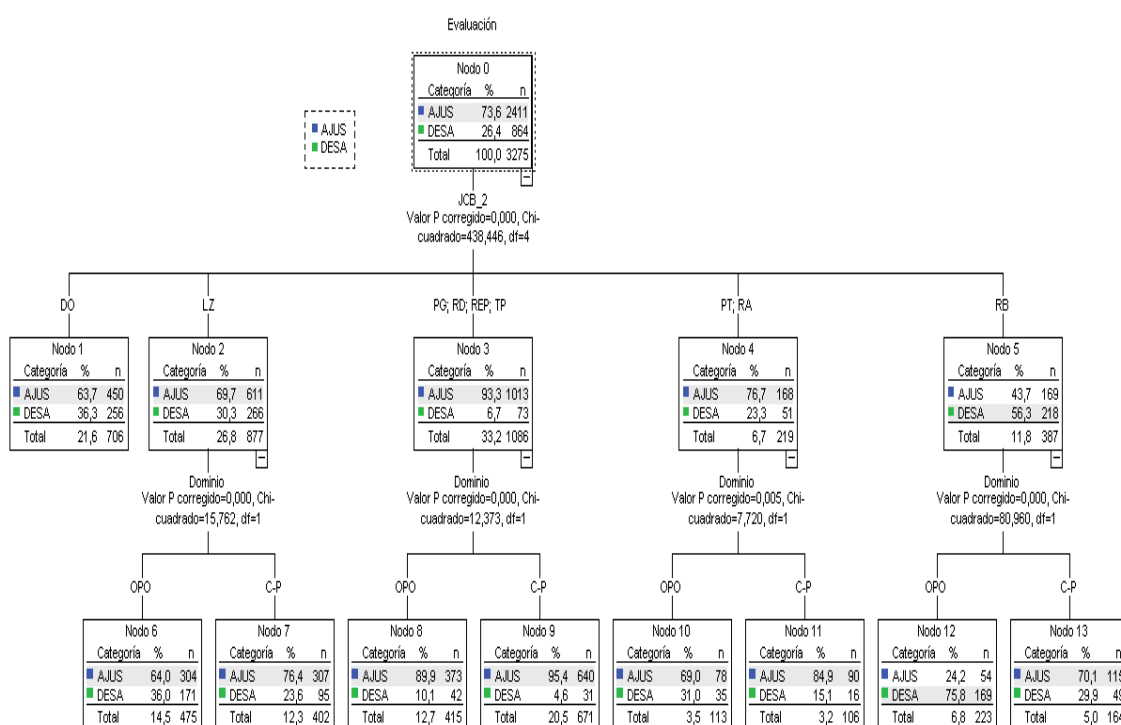 Evaluación
Nodo 0
Categoría % n
AJUS 73,6 2411
DESA 26,4 864
Total 100,0 3275
AJUS
DESA
JCB_2
Valor P corregido=0,000, Chi-
cuadrado=438,446, df=4
DO
LZ
PG; RD; REP; TP
PT; RA
RB
Nodo 1
Categoría % n
AJUS 63,7 450
DESA 36,3 256
Total 21,6 706
Nodo 2
Categoría % n
AJUS 69,7 611
DESA 30,3 266
Total 26,8 877
Nodo 3
Categoría % n
AJUS 93,3 1013
DESA 6,7 73
Total 33,2 1086
Nodo 4
Categoría % n
AJUS 76,7 168
DESA 23,3 51
Total 6,7 219
Nodo 5
Categoría % n
AJUS 43,7 169
DESA 56,3 218
Total 11,8 387
Dominio
Valor P corregido=0,000, Chi-
cuadrado=15,762, df=1
Dominio
Valor P corregido=0,000, Chi-
cuadrado=12,373, df=1
Dominio
Valor P corregido=0,005, Chi-
cuadrado=7,720, df=1
Dominio
Valor P corregido=0,000, Chi-
cuadrado=80,960, df=1
OPO
C-P
OPO
C-P
OPO
C-P
OPO
C-P
Nodo 6
Categoría % n
AJUS 64,0 304
DESA 36,0 171
Total 14,5 475
Nodo 7
Categoría % n
AJUS 76,4 307
DESA 23,6 95
Total 12,3 402
Nodo 8
Categoría % n
AJUS 89,9 373
DESA 10,1 42
Total 12,7 415
Nodo 9
Categoría % n
AJUS 95,4 640
DESA 4,6 31
Total 20,5 671
Nodo 10
Categoría % n
AJUS 69,0 78
DESA 31,0 35
Total 3,5 113
Nodo 11
Categoría % n
AJUS 84,9 90
DESA 15,1 16
Total 3,2 106
Nodo 12
Categoría % n
AJUS 24,2 54
DESA 75,8 169
Total 6,8 223
Nodo 13
Categoría % n
AJUS 70,1 115
DESA 29,9 49
Total 5,0 164